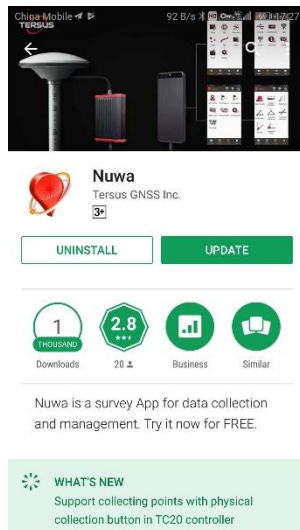 China Mobile
92 B/s
17:27
TERSUS
Nuwa
Tersus GNSS Inc.
3+
UNINSTALL
UPDATE
1
THOUSAND
Downloads
2.8
20
Business
Similar
Nuwa is a survey App for data collection
and management. Try it now for FREE.
WHAT'S NEW
Support collecting points with physical
collection button in TC20 controller